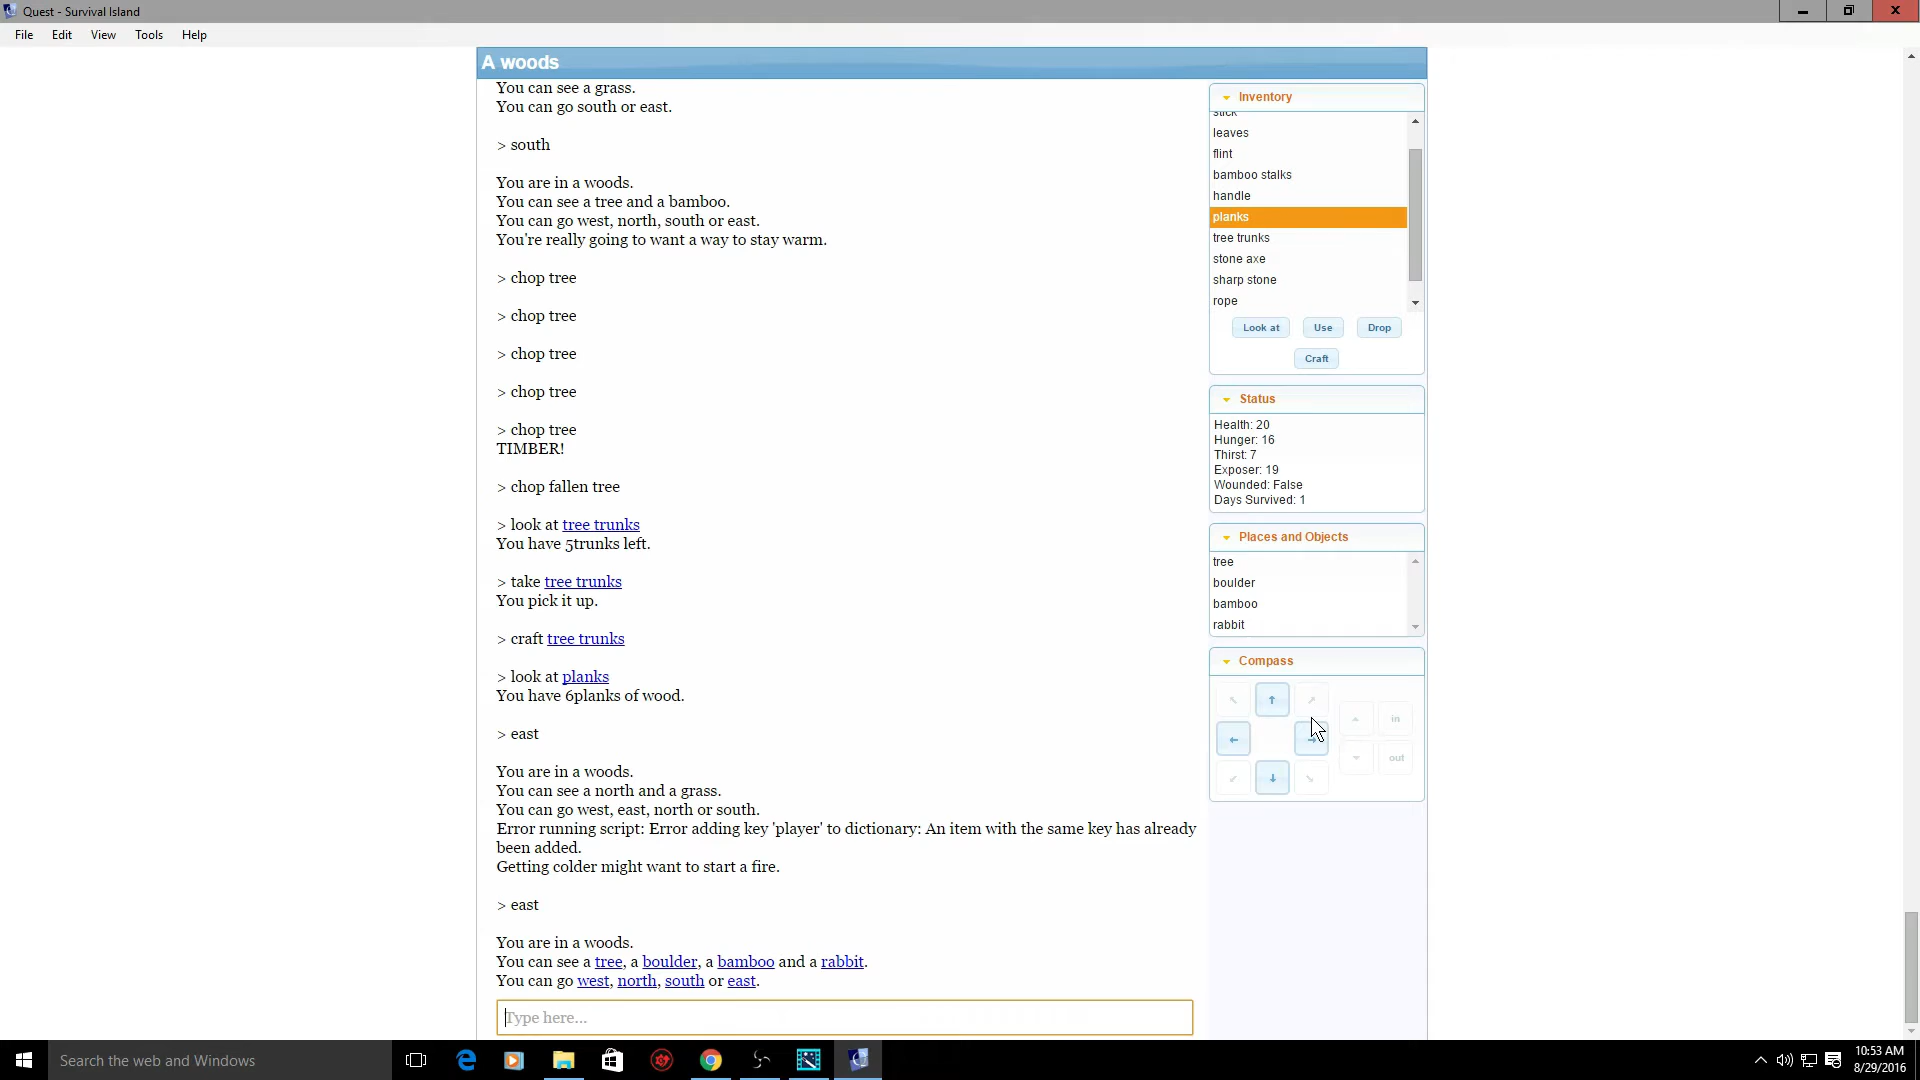 Quest - Survival Island
File Edit View Tools Help
A woods
You can see a grass.
You can go south or east.
> south
You are in a woods.
You can see a tree and a bamboo.
You can go west, north, south or east.
You're really going to want a way to stay warm.
> chop tree
> chop tree
> chop tree
> chop tree
> chop tree
TIMBER!
> chop fallen tree
> look at tree trunks
You have 5trunks left.
> take tree trunks
You pick it up.
> craft tree trunks
> look at planks
You have 6planks of wood.
> east
You are in a woods.
You can see a north and a grass.
You can go west, east, north or south.
Error running script: Error adding key 'player' to dictionary: An item with the same key has already
been added.
Getting colder might want to start a fire.
> east
You are in a woods.
You can see a tree, a boulder, a bamboo and a rabbit.
You can go west, north, south or east.
Type here...
Inventory
stick
leaves
flint
bamboo stalks
handle
planks
tree trunks
stone axe
sharp stone
rope
Look at Use Drop
Craft
Status
Health: 20
Hunger: 16
Thirst: 7
Exposer: 19
Wounded: False
Days Survived: 1
Places and Objects
tree
boulder
bamboo
rabbit
Compass
in
out
Search the web and Windows
10:53 AM
8/29/2016